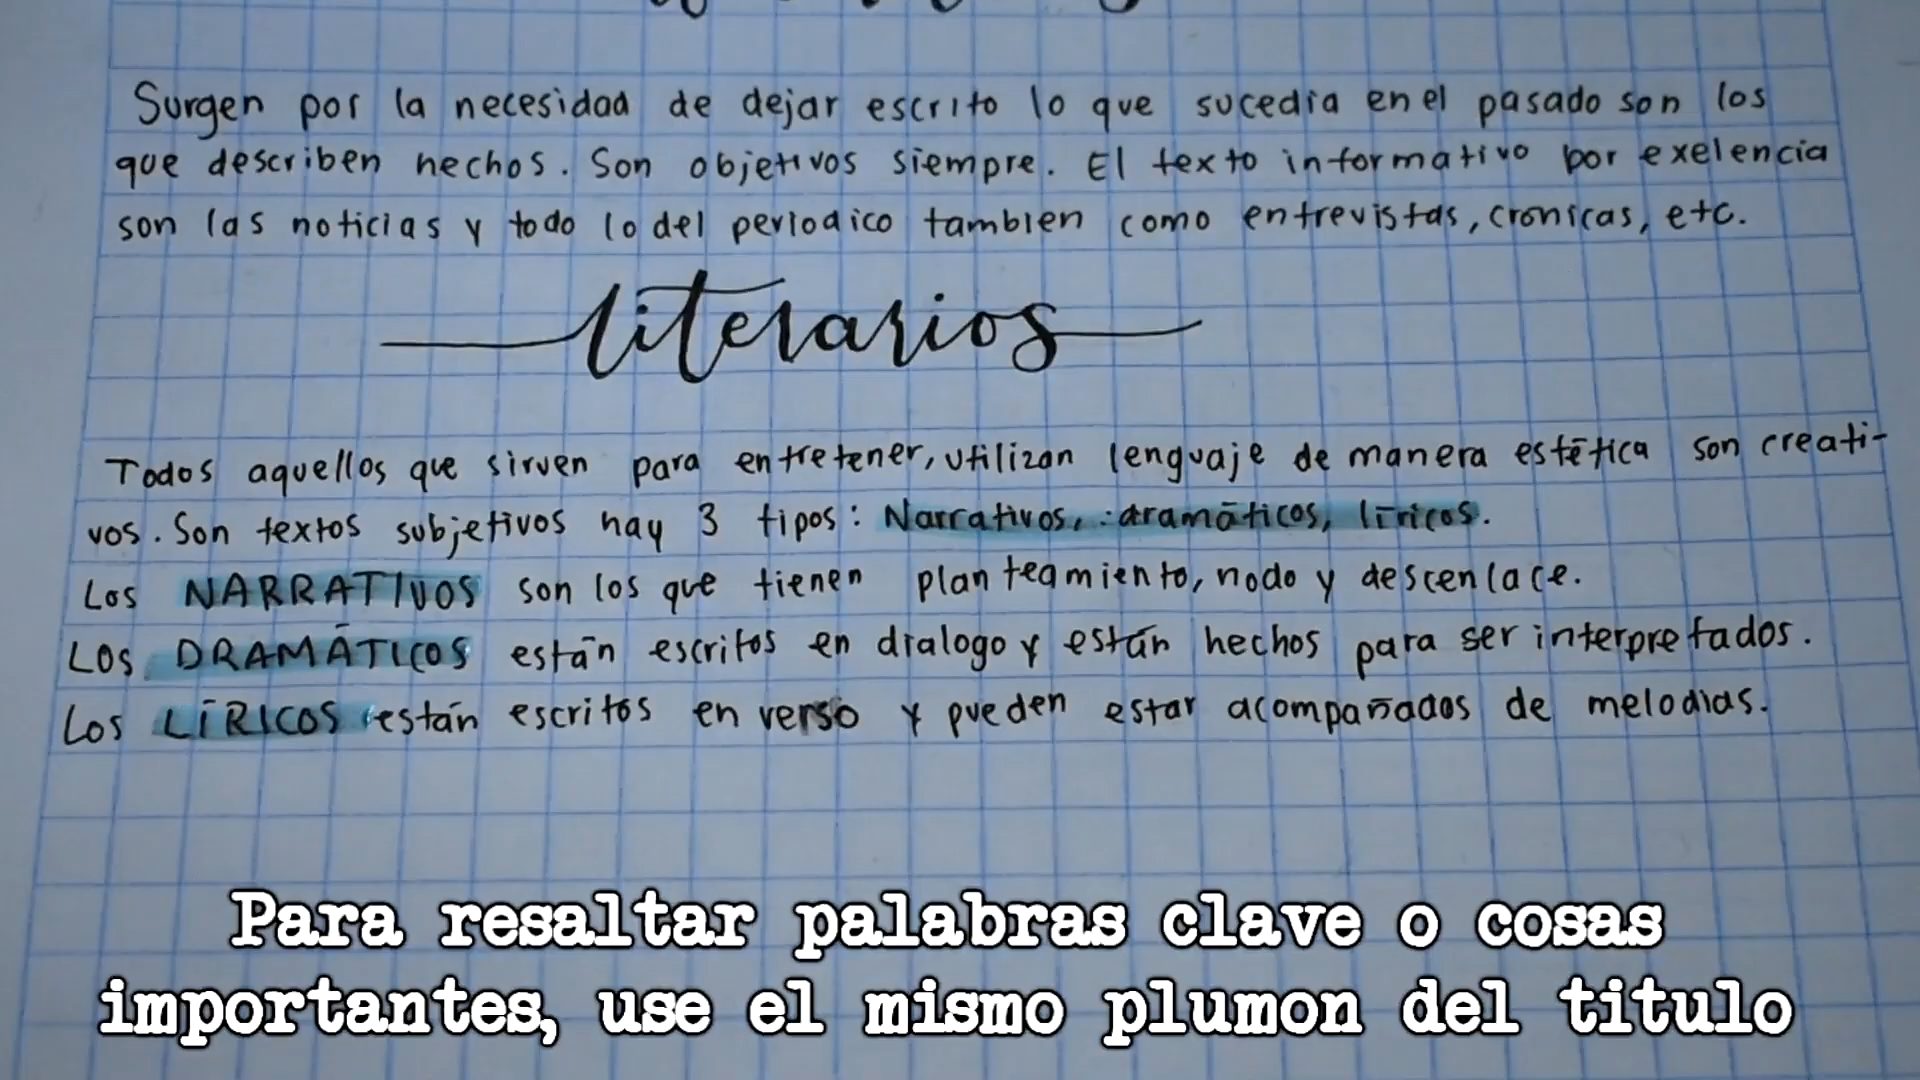 Surgen por la necesidad de dejar escrito lo que sucedia en el pasado son los
que describen hechos. Son objetivos siempre. El texto informativo por exelencia
son las noticias y todo lo del periodico tambien como entrevistas, cronicas, etc.
literarios
Todos aquellos que sirven para entretener, utilizan lenguaje de manera estética son creati-
vos. Son textos subjetivos hay 3 tipos: Narrativos, dramáticos, líricos.
Los NARRATIVOS son los que tienen planteamiento, nodo y descenlace.
Los DRAMÁTICOS están escritos en dialogo y están hechos para ser interpretados.
Los LÍRICOS están escritos en verso y pueden estar acompañados de melodias.
Para resaltar palabras clave o cosas
importantes, use el mismo plumon del titulo